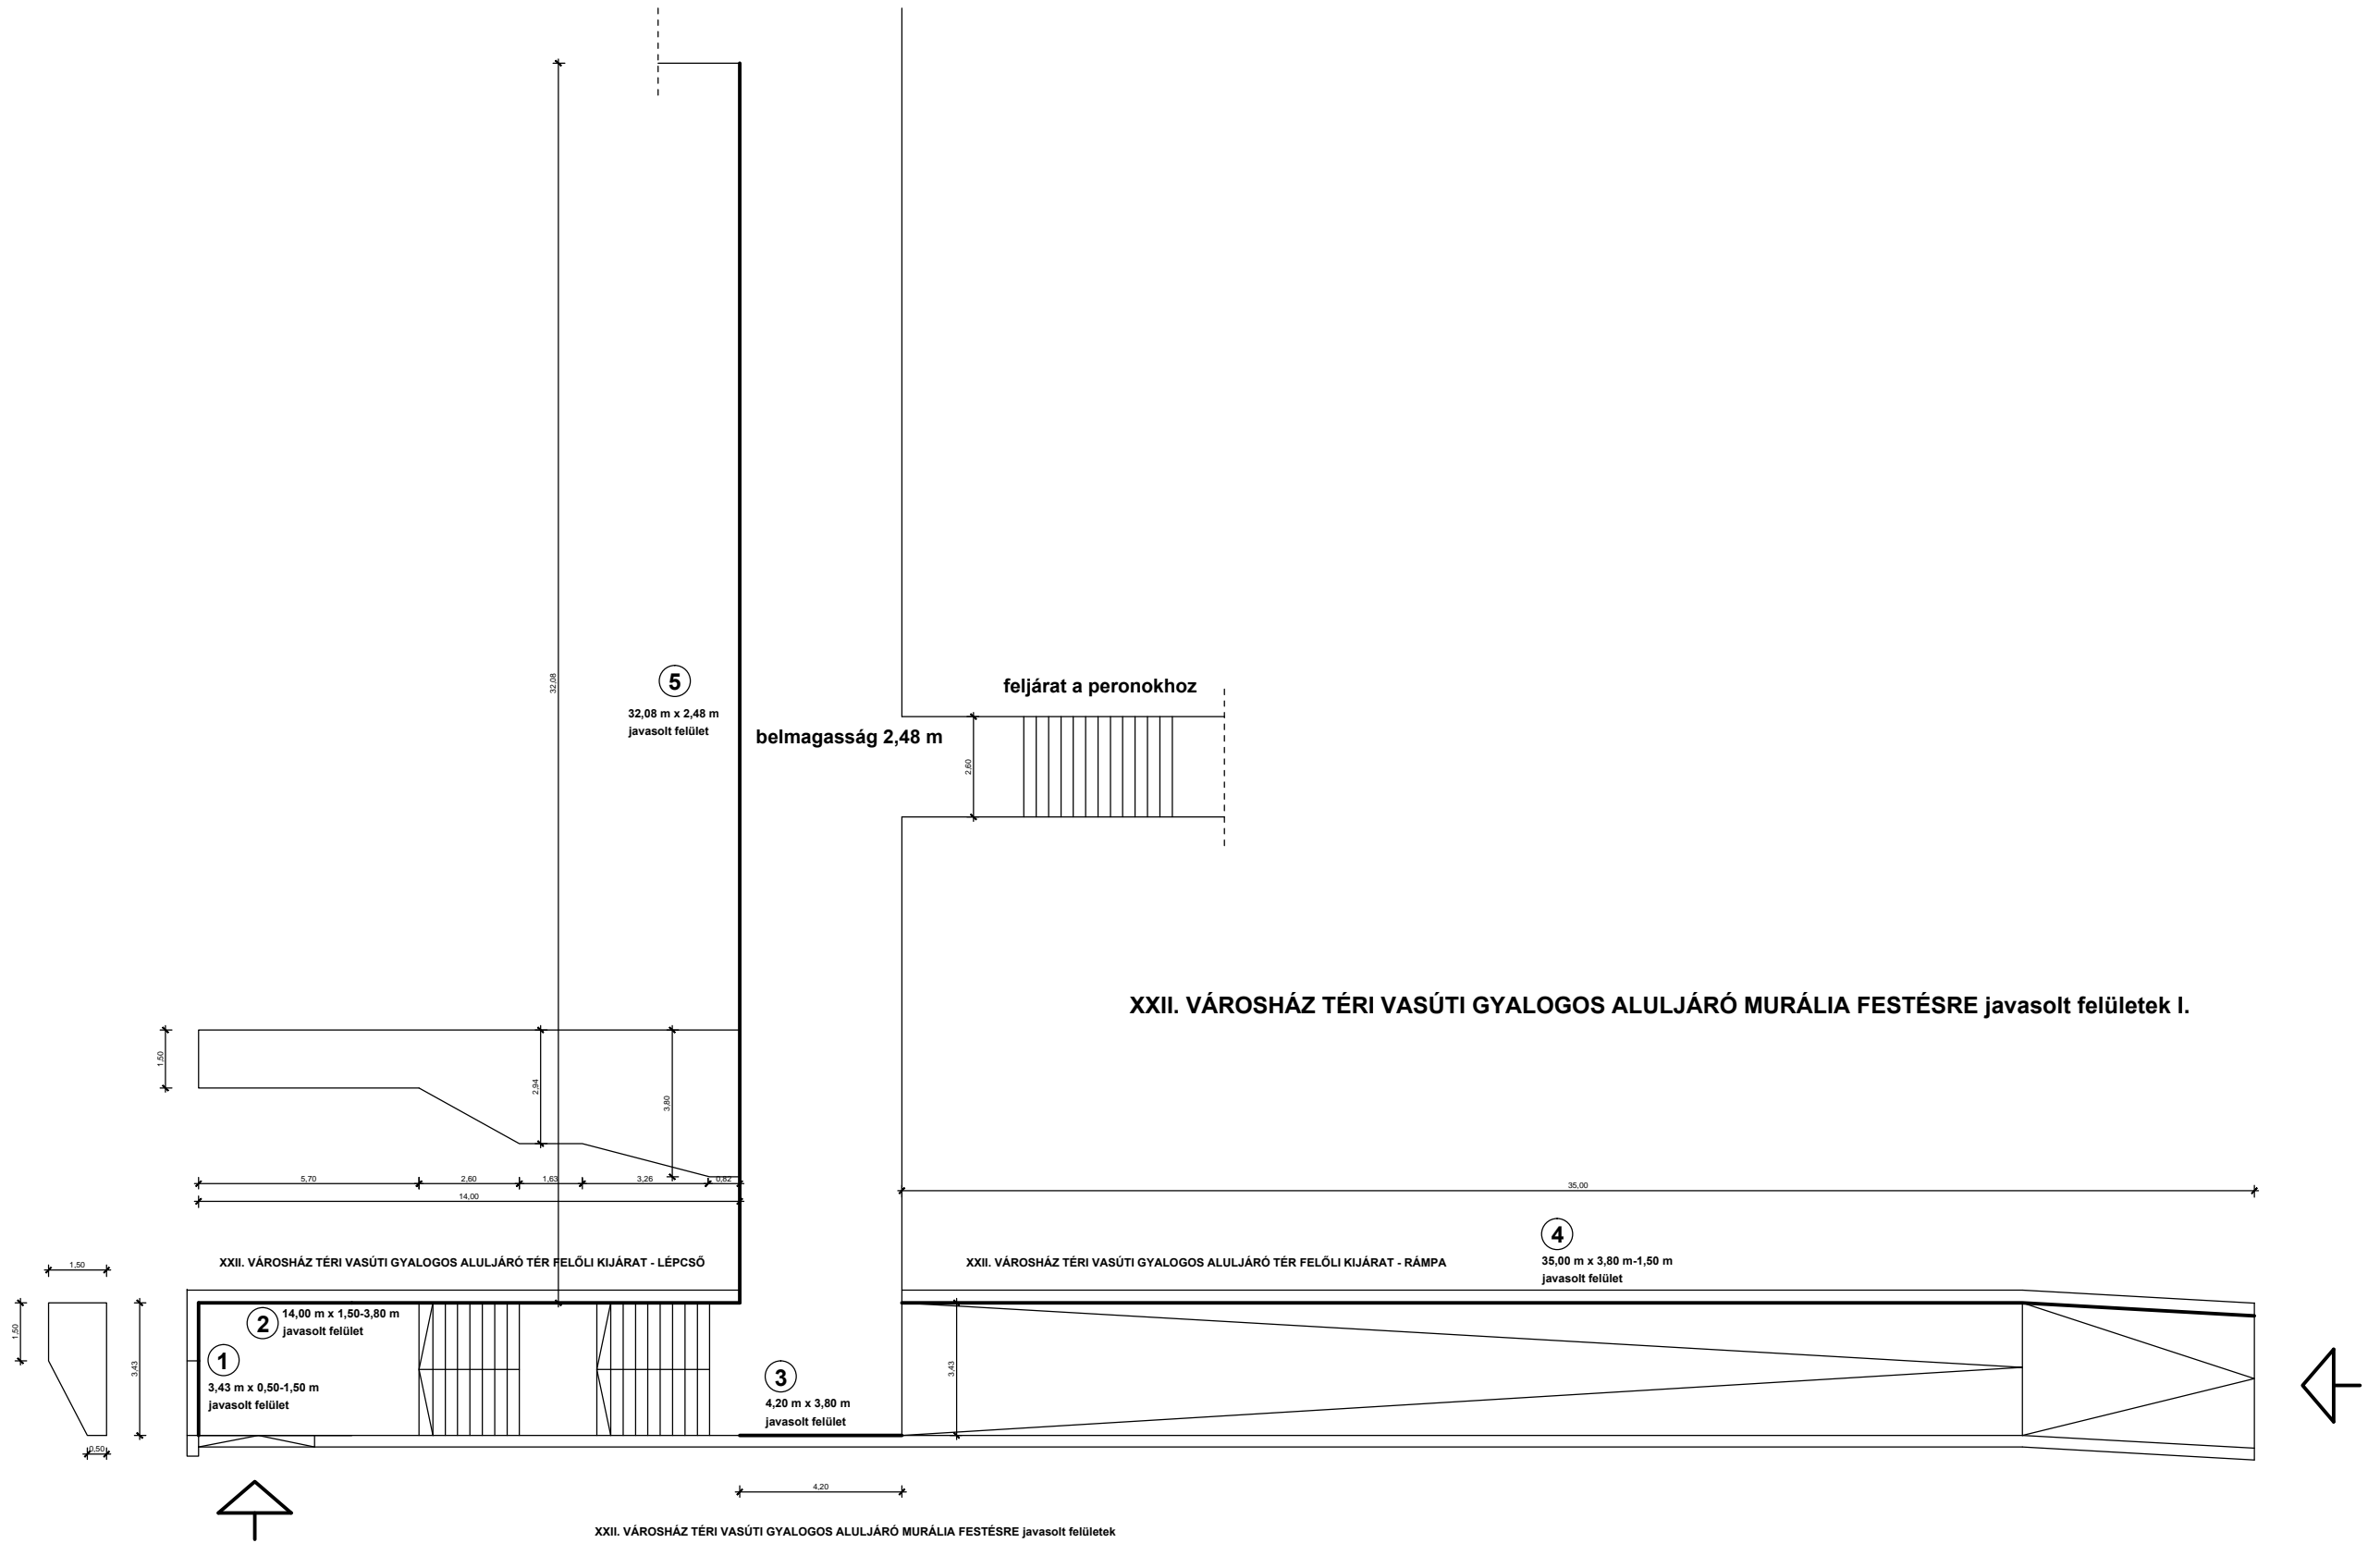 32,08
5
32,08 m x 2,48 m
javasolt felület
feljárat a peronokhoz
belmagasság 2,48 m
2,60
XXII. VÁROSHÁZ TÉRI VASÚTI GYALOGOS ALULJÁRÓ MURÁLIA FESTÉSRE javasolt felületek I.
1,50
2,94
3,80
5,70
2,60
1,63
3,26
0,82
14,00
35,00
4
35,00 m x 3,80 m-1,50 m
javasolt felület
XXII. VÁROSHÁZ TÉRI VASÚTI GYALOGOS ALULJÁRÓ TÉR FELŐLI KIJÁRAT - LÉPCSŐ
XXII. VÁROSHÁZ TÉRI VASÚTI GYALOGOS ALULJÁRÓ TÉR FELŐLI KIJÁRAT - RÁMPA
1,50
1,50
3,43
0,50
2
14,00 m x 1,50-3,80 m
javasolt felület
1
3,43 m x 0,50-1,50 m
javasolt felület
3
4,20 m x 3,80 m
javasolt felület
3,43
4,20
XXII. VÁROSHÁZ TÉRI VASÚTI GYALOGOS ALULJÁRÓ MURÁLIA FESTÉSRE javasolt felületek